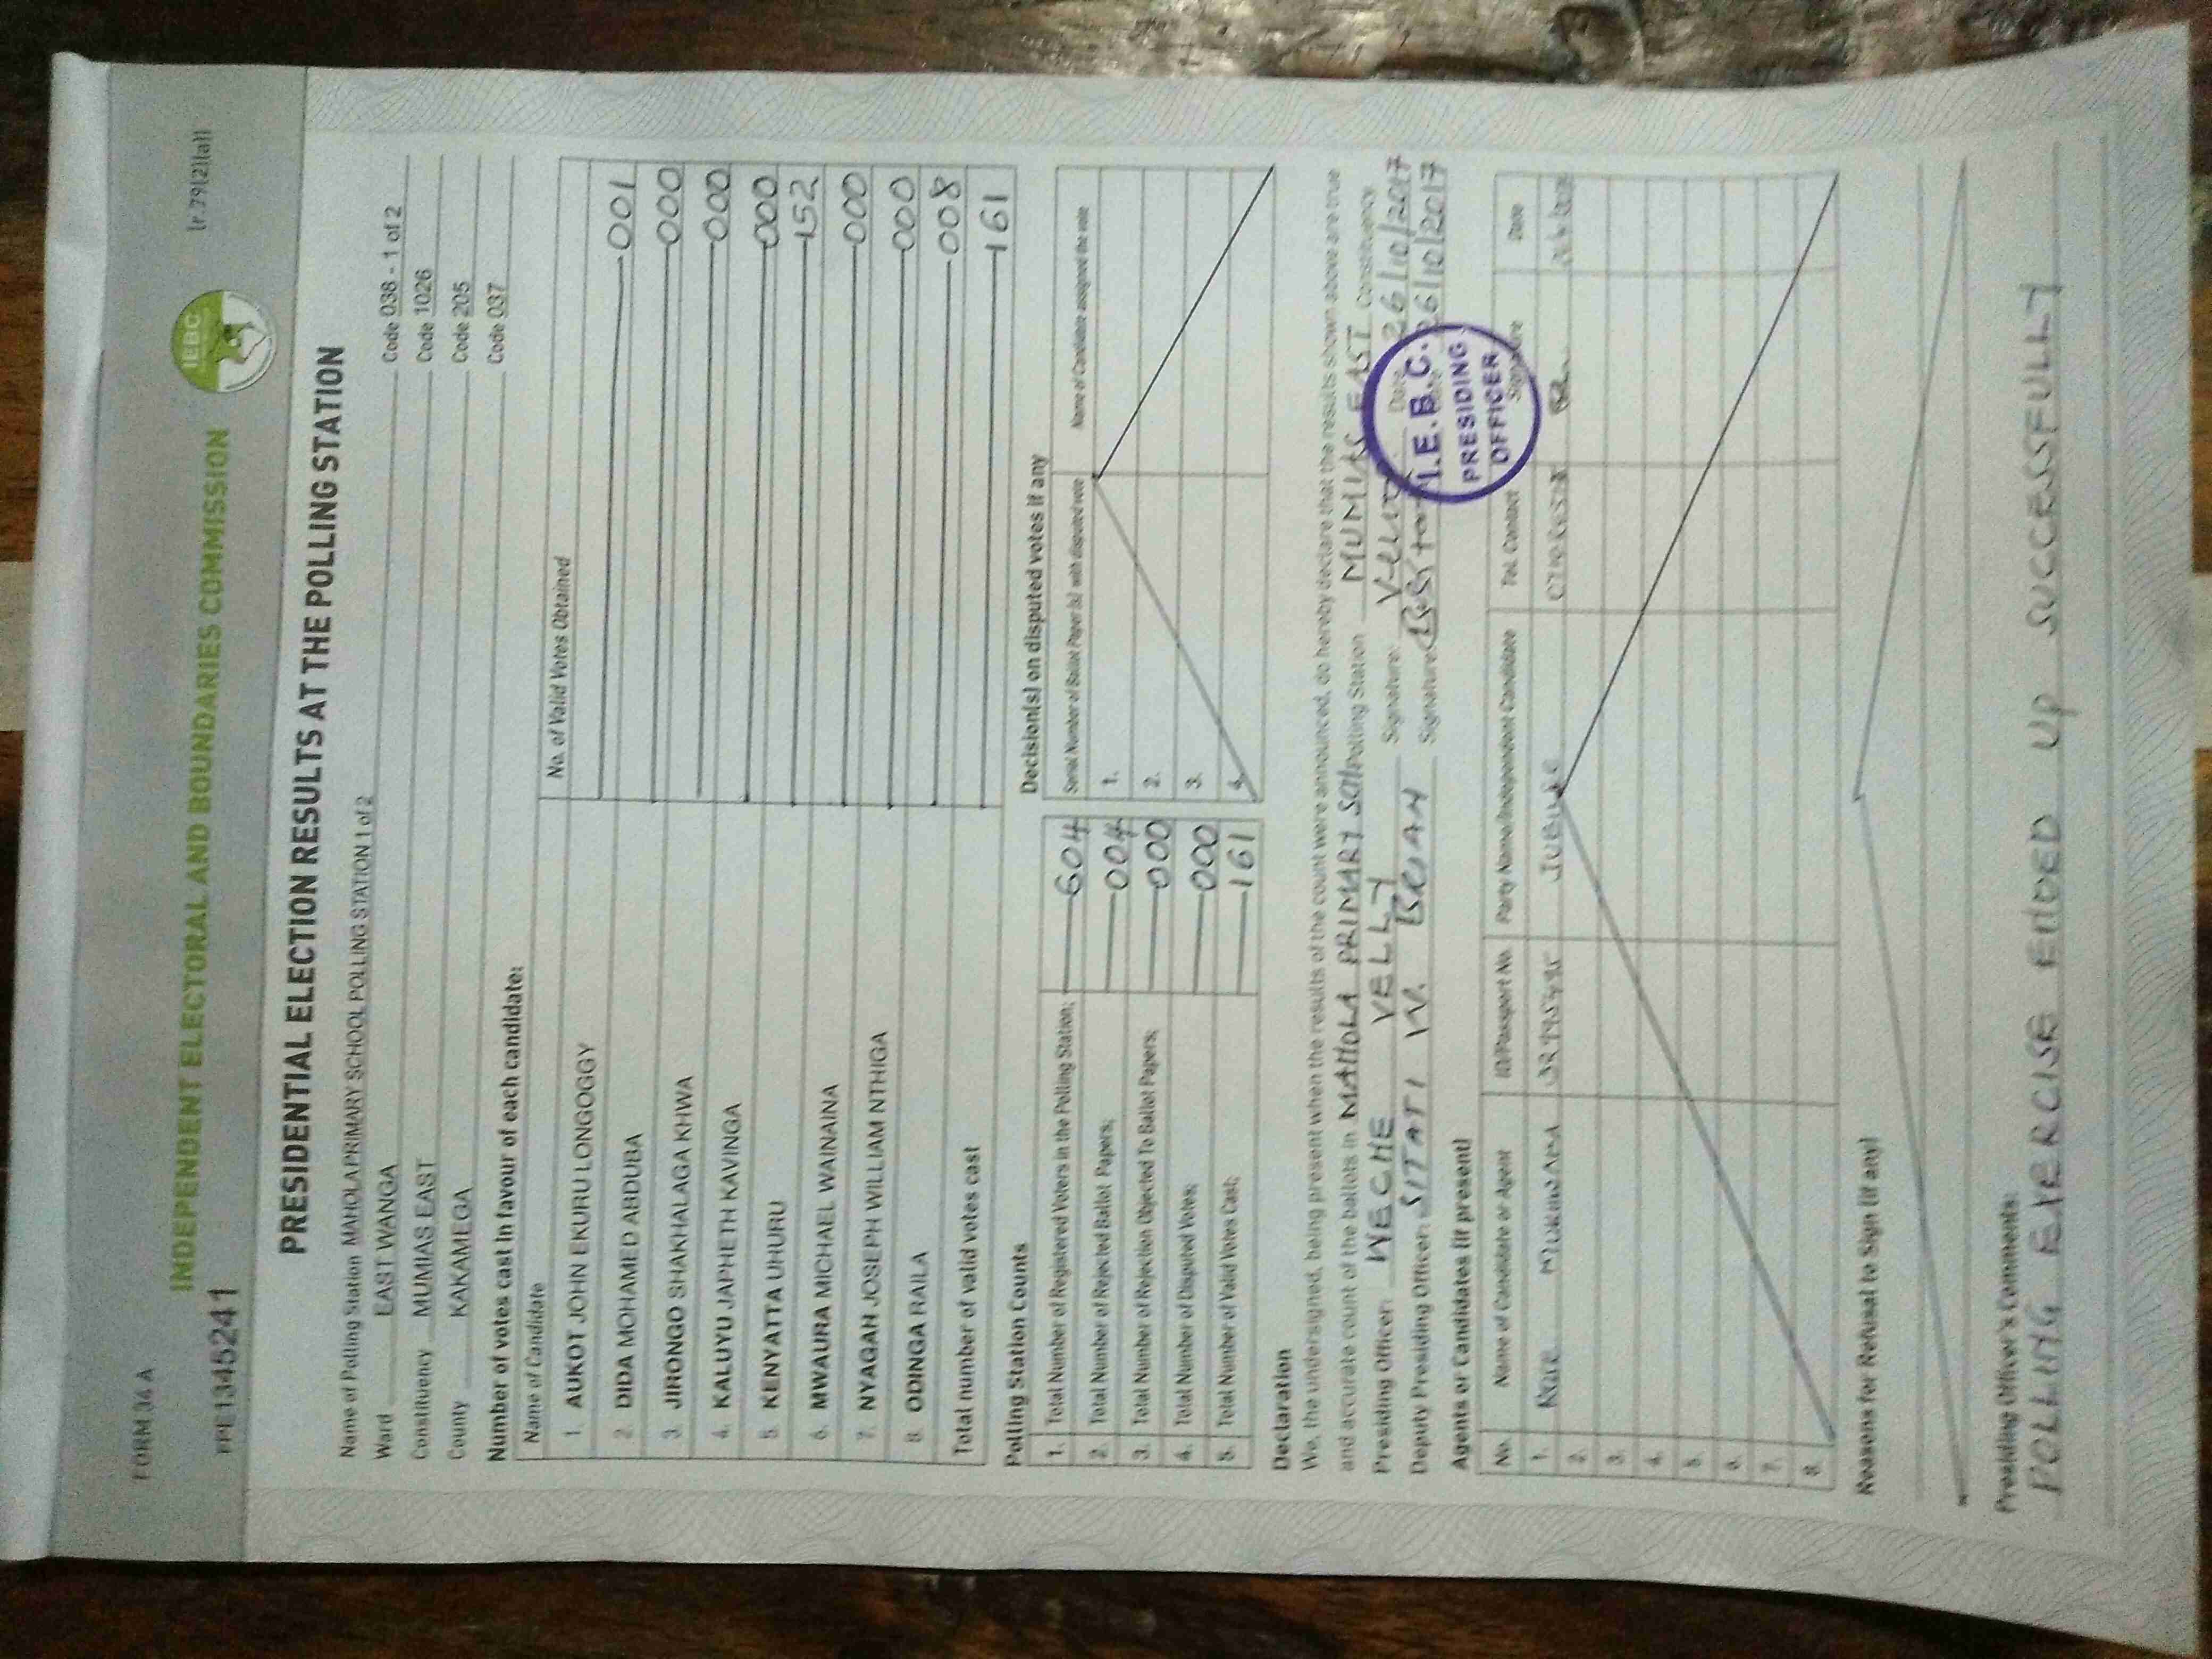 FORM 34 A
INDEPENDENT ELECTORAL AND BOUNDARIES COMMISSION
IEBC
(r.79(2)(a))
PPE 1345241
PRESIDENTIAL ELECTION RESULTS AT THE POLLING STATION
Name of Polling Station MAHOLA PRIMARY SCHOOL POLLING STATION 1 of 2 Code 038 - 1 of 2
Ward EAST WANGA Code 1026
Constituency MUMIAS EAST Code 205
County KAKAMEGA Code 037
Number of votes cast in favour of each candidate:
Name of Candidate No. of Valid Votes Obtained
1. AUKOT JOHN EKURU LONGOGGY 001
2. DIDA MOHAMED ABDUBA 000
3. JIRONGO SHAKHALAGA KHWA 000
4. KALUYU JAPHETH KAVINGA 000
5. KENYATTA UHURU 152
6. MWAURA MICHAEL WAINAINA 000
7. NYAGAH JOSEPH WILLIAM NTHIGA 000
8. ODINGA RAILA 008
Total number of valid votes cast 161
Polling Station Counts
1. Total Number of Registered Voters in the Polling Station; 604
2. Total Number of Rejected Ballot Papers; 004
3. Total Number of Rejection Objected To Ballot Papers; 000
4. Total Number of Disputed Votes; 000
5. Total Number of Valid Votes Cast; 161
Decision(s) on disputed votes if any
Serial Number of Ballot Paper (s) with disputed vote Name of Candidate assigned the vote
1.
2.
3.
4.
Declaration
We, the undersigned, being present when the results of the count were announced, do hereby declare that the results shown above are true
and accurate count of the ballots in MAHOLA PRIMARY Polling Station MUMIAS EAST Constituency
Presiding Officer: WECHE VELLY Signature: Date 26/10/2017
Deputy Presiding Officer: SITATI W. BRIAN Signature: 26/10/2017
I.E.B.C.
PRESIDING
OFFICER
Agents or Candidates (if present)
No. Name of Candidate or Agent ID/Passport No. Party Name/Independent Candidate Tel. Contact Signature Date
1. JUBILEE
2.
3.
4.
5.
6.
7.
8.
Reasons for Refusal to Sign (if any)
Presiding Officer's Comments:
POLLING EXERCISE ENDED UP SUCCESSFULLY